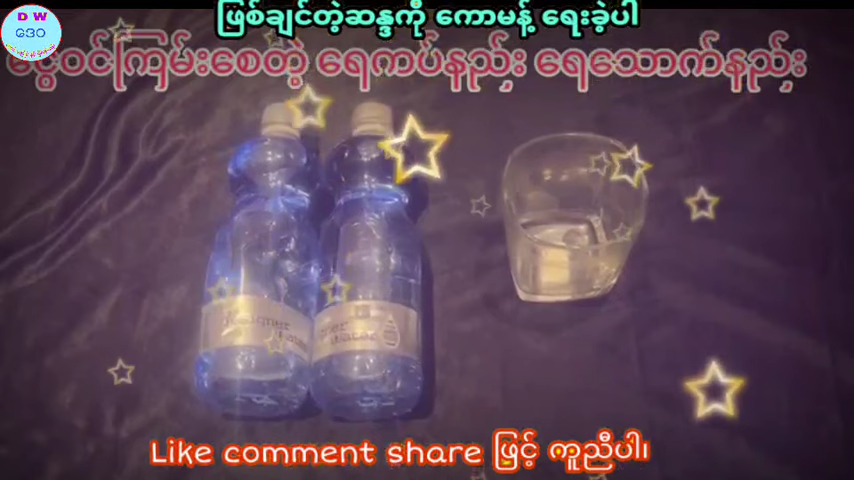 ဖြစ်ချင်တဲ့ဆန္ဒကို ကောမန့် ရေးခဲ့ပါ
DW
G3O
ငွေဝင်ကြမ်းစေတဲ့ ရေကပ်နည်း ရေသောက်နည်း
Like comment share ဖြင့် ကူညီပါ၊